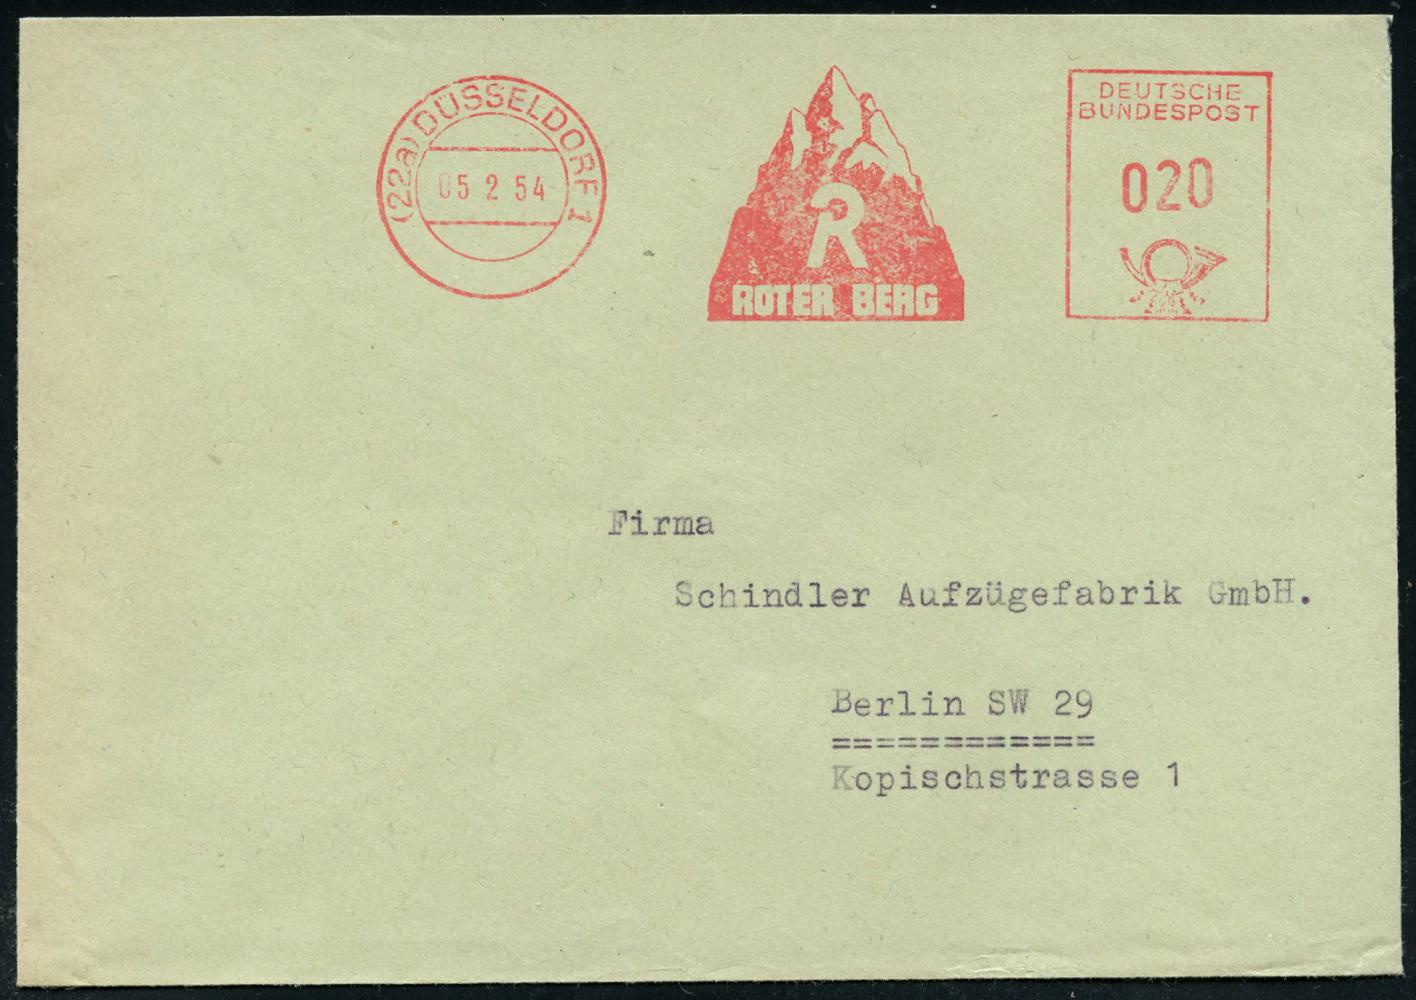 (22a) DÜSSELDORF 1
05 2 54
R
ROTER BERG
DEUTSCHE
BUNDESPOST
020
Firma
Schindler Aufzügefabrik GmbH.
Berlin SW 29
============
Kopischstrasse 1